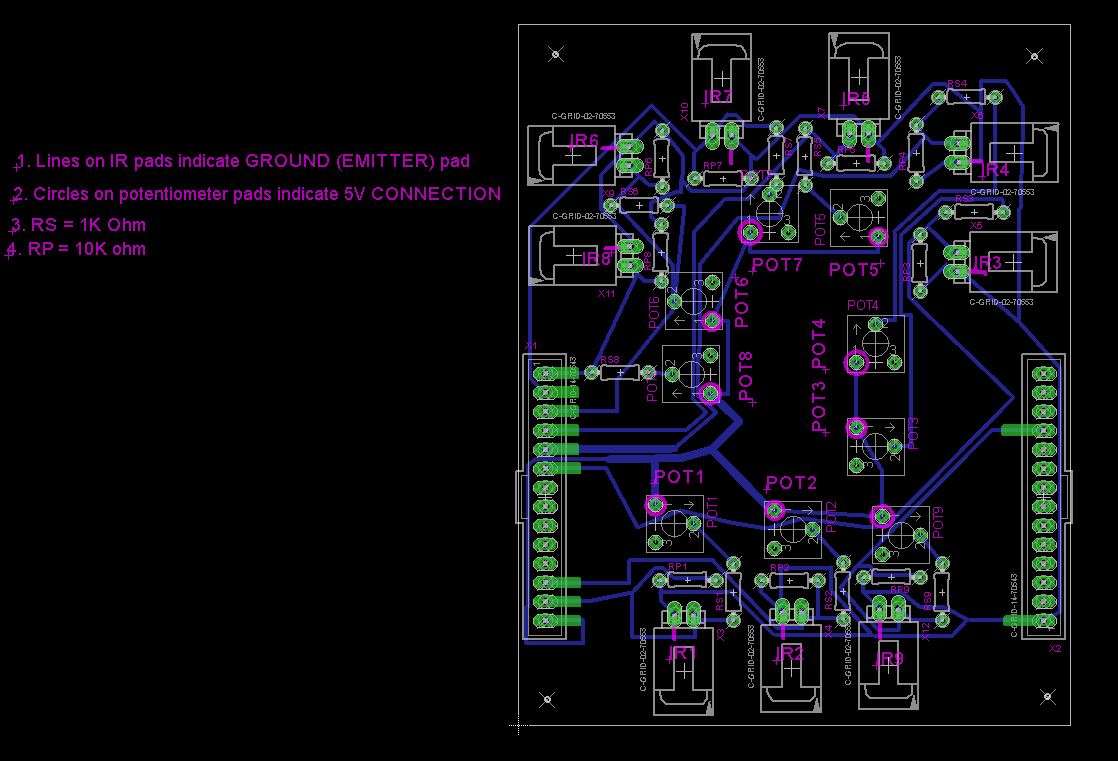 1. Lines on IR pads indicate GROUND (EMITTER) pad
2. Circles on potentiometer pads indicate 5V CONNECTION
3. RS = 1K Ohm
4. RP = 10K ohm
IR7
IR5
C-GRID-02-70553
C-GRID-02-70553
X10
X7
RS4
X6
C-GRID-02-70553
IR6
RP6
RP7
RS7
RS5
RP4
IR4
C-GRID-02-70553
X9
RS6
RS3
C-GRID-02-70553
X5
POT5
POT7
POT5
IR8
RP8
RP3
IR3
X11
C-GRID-02-70553
POT6
POT6
POT4
POT4
X1
RS8
POT8
POT3
POT3
POT1
POT2
POT1
POT2
POT9
RP1
RS1
RP2
RS2
RP9
RS9
C-GRID-14-70543
X3
X4
X12
X2
IR1
IR2
IR9
C-GRID-02-70553
C-GRID-02-70553
C-GRID-02-70553